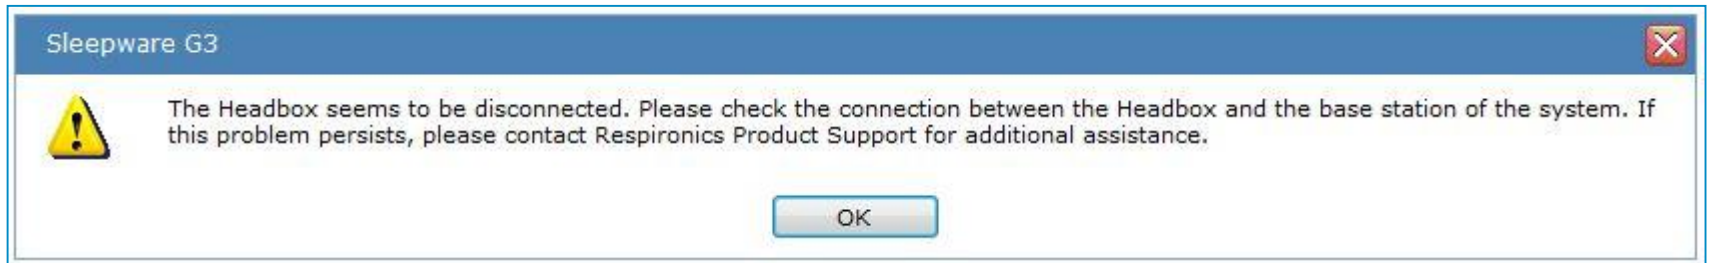 Sleepware G3
The Headbox seems to be disconnected. Please check the connection between the Headbox and the base station of the system. If
this problem persists, please contact Respironics Product Support for additional assistance.
OK